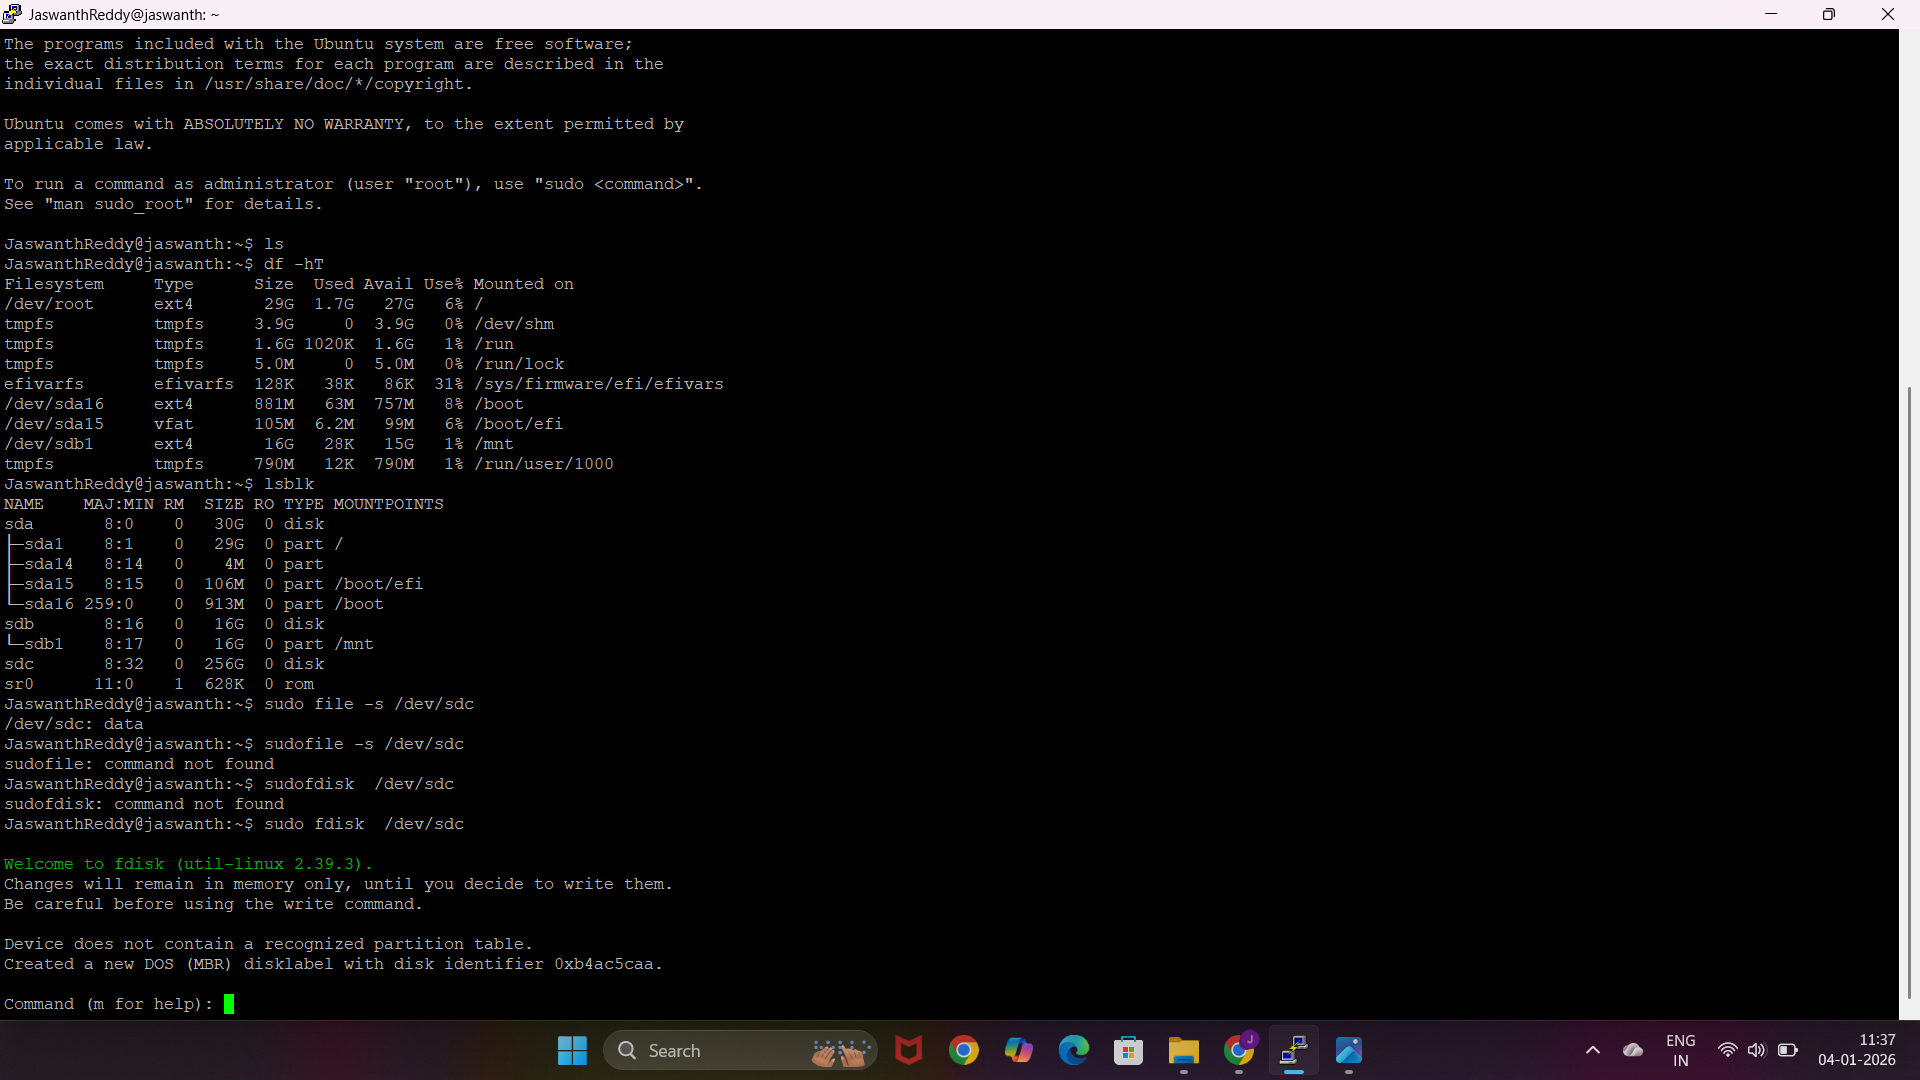 JaswanthReddy@jaswanth: ~
The programs included with the Ubuntu system are free software;
the exact distribution terms for each program are described in the
individual files in /usr/share/doc/*/copyright.
Ubuntu comes with ABSOLUTELY NO WARRANTY, to the extent permitted by
applicable law.
To run a command as administrator (user "root"), use "sudo <command>".
See "man sudo_root" for details.
JaswanthReddy@jaswanth:~$ ls
JaswanthReddy@jaswanth:~$ df -hT
Filesystem     Type      Size  Used Avail Use% Mounted on
/dev/root      ext4       29G  1.7G   27G   6% /
tmpfs          tmpfs     3.9G     0  3.9G   0% /dev/shm
tmpfs          tmpfs     1.6G 1020K  1.6G   1% /run
tmpfs          tmpfs     5.0M     0  5.0M   0% /run/lock
efivarfs       efivarfs  128K   38K   86K  31% /sys/firmware/efi/efivars
/dev/sda16     ext4      881M   63M  757M   8% /boot
/dev/sda15     vfat      105M  6.2M   99M   6% /boot/efi
/dev/sdb1      ext4       16G   28K   15G   1% /mnt
tmpfs          tmpfs     790M   12K  790M   1% /run/user/1000
JaswanthReddy@jaswanth:~$ lsblk
NAME    MAJ:MIN RM  SIZE RO TYPE MOUNTPOINTS
sda       8:0    0   30G  0 disk
├─sda1    8:1    0   29G  0 part /
├─sda14   8:14   0    4M  0 part
├─sda15   8:15   0  106M  0 part /boot/efi
└─sda16 259:0    0  913M  0 part /boot
sdb       8:16   0   16G  0 disk
└─sdb1    8:17   0   16G  0 part /mnt
sdc       8:32   0  256G  0 disk
sr0      11:0    1  628K  0 rom
JaswanthReddy@jaswanth:~$ sudo file -s /dev/sdc
/dev/sdc: data
JaswanthReddy@jaswanth:~$ sudofile -s /dev/sdc
sudofile: command not found
JaswanthReddy@jaswanth:~$ sudofdisk  /dev/sdc
sudofdisk: command not found
JaswanthReddy@jaswanth:~$ sudo fdisk  /dev/sdc
Welcome to fdisk (util-linux 2.39.3).
Changes will remain in memory only, until you decide to write them.
Be careful before using the write command.
Device does not contain a recognized partition table.
Created a new DOS (MBR) disklabel with disk identifier 0xb4ac5caa.
Command (m for help):
Search
J
ENG
IN
11:37
04-01-2026